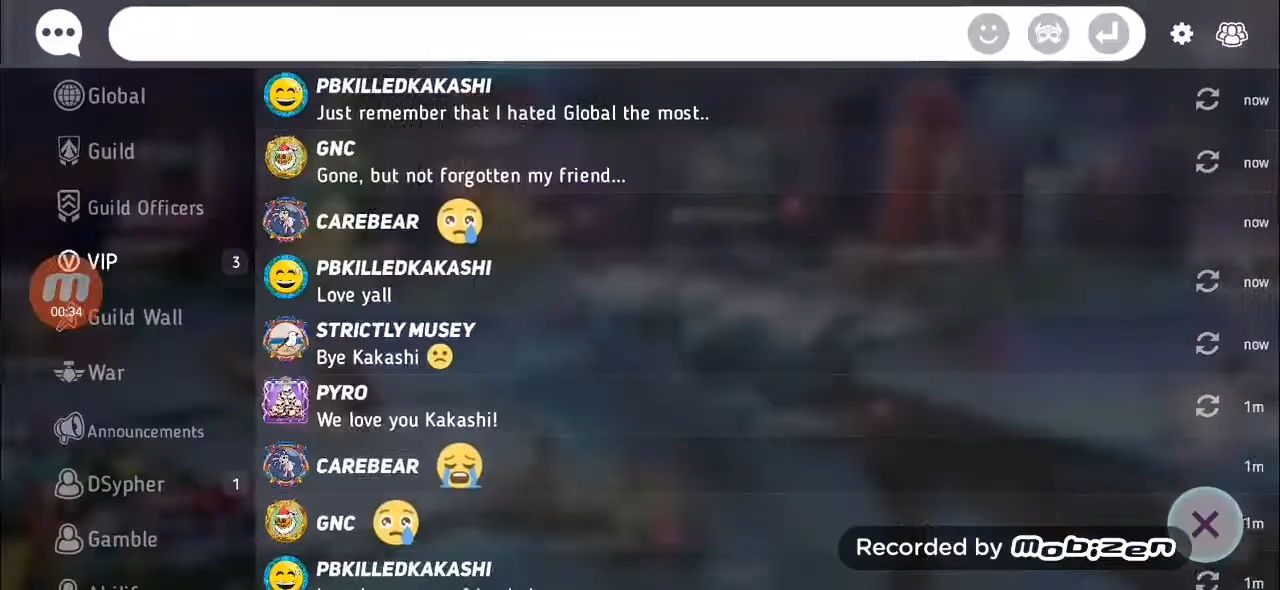 Global
Guild
Guild Officers
VIP 3
00:34
Guild Wall
War
Announcements
DSypher 1
Gamble
PBKILLEDKAKASHI
Just remember that I hated Global the most.. now
GNC
Gone, but not forgotten my friend... now
CAREBEAR 😢 now
PBKILLEDKAKASHI
Love yall now
STRICTLY MUSEY
Bye Kakashi 🙁 now
PYRO
We love you Kakashi! 1m
CAREBEAR 😭 1m
GNC 😢 1m
PBKILLEDKAKASHI
1m
Recorded by mobizen